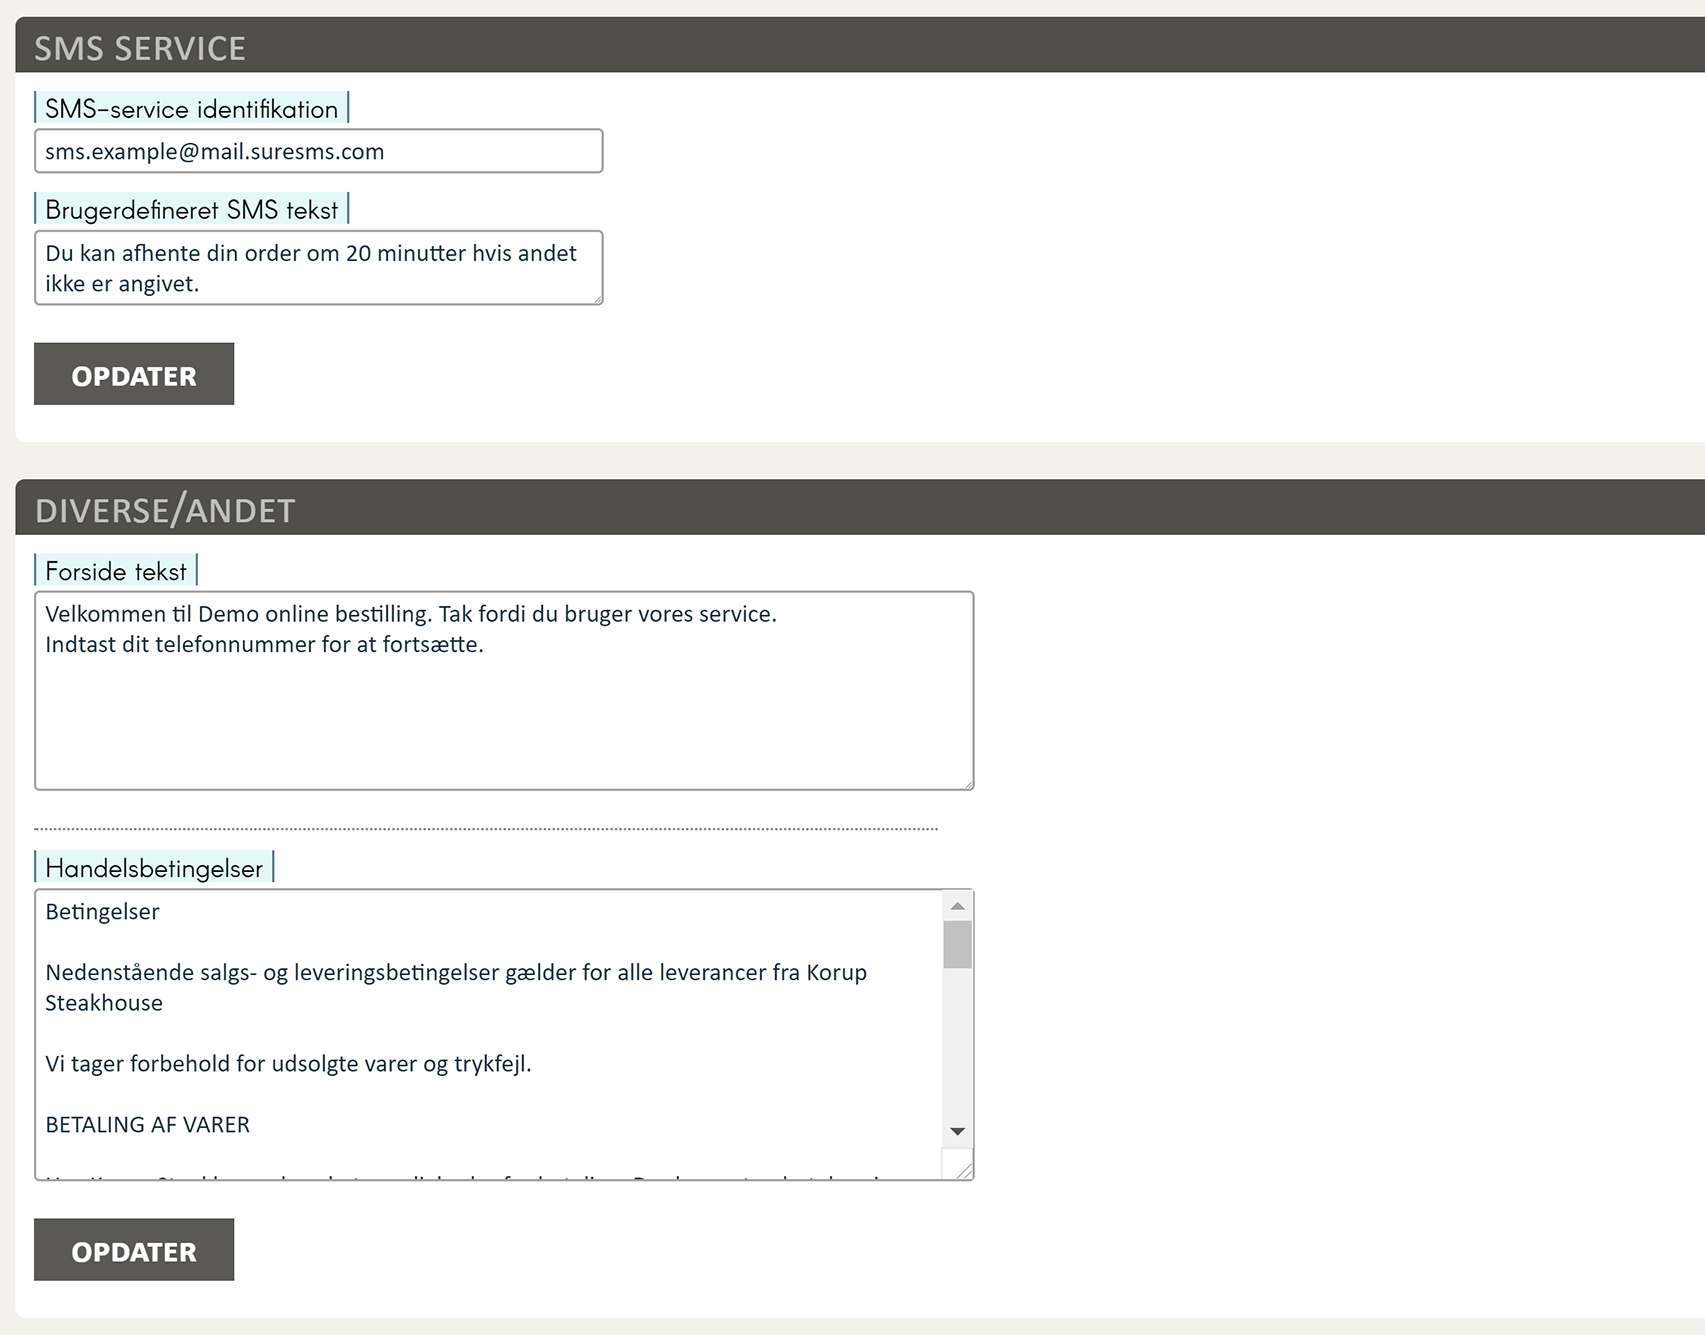 SMS SERVICE
SMS-service identifikation
sms.example@mail.suresms.com
Brugerdefineret SMS tekst
Du kan afhente din order om 20 minutter hvis andet
ikke er angivet.
OPDATER
DIVERSE/ANDET
Forside tekst
Velkommen til Demo online bestilling. Tak fordi du bruger vores service.
Indtast dit telefonnummer for at fortsætte.
Handelsbetingelser
Betingelser
Nedenstående salgs- og leveringsbetingelser gælder for alle leverancer fra Korup
Steakhouse
Vi tager forbehold for udsolgte varer og trykfejl.
BETALING AF VARER
OPDATER